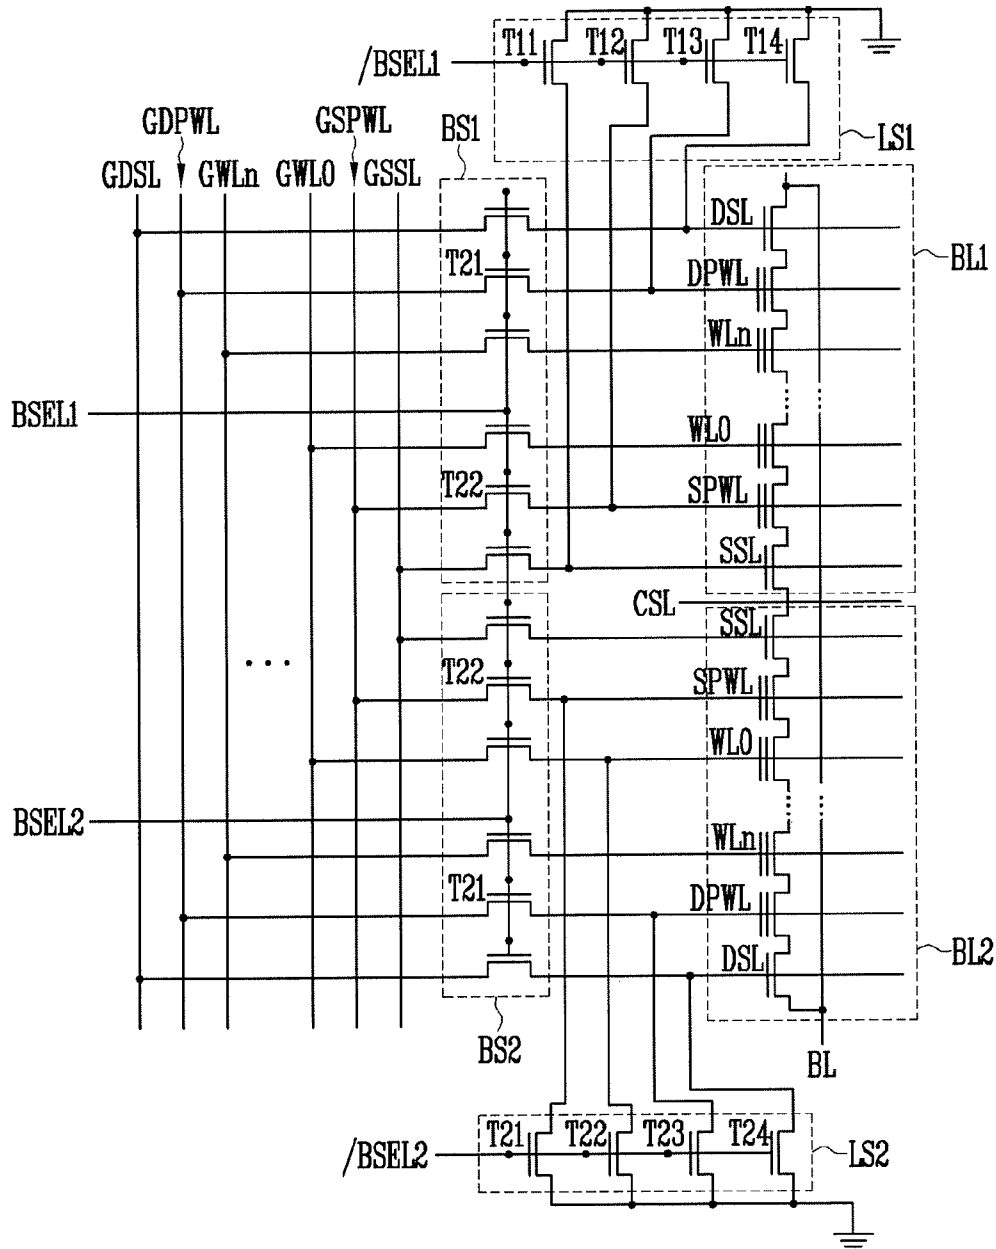 T11 T12 T13 T14
/BSEL1
LS1
GDPWL GSPWL BS1
GDSL GWLn GWL0 GSSL
DSL
BL1
T21 DPWL
WLn
BSEL1
WL0
T22 SPWL
SSL
CSL
SSL
. . .
T22 SPWL
WL0
BSEL2
WLn
T21 DPWL
DSL BL2
BS2
BL
T21 T22 T23 T24
/BSEL2 LS2